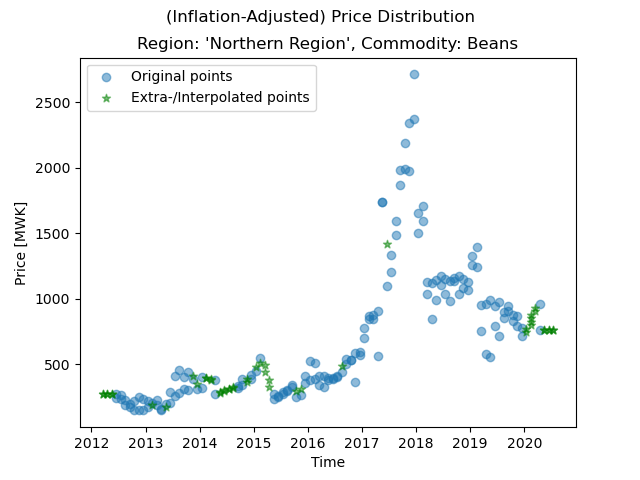 (Inflation-Adjusted) Price Distribution
Region: 'Northern Region', Commodity: Beans
Original points
Extra-/Interpolated points
Price [MWK]
2500
2000
1500
1000
500
2012 2013 2014 2015 2016 2017 2018 2019 2020
Time